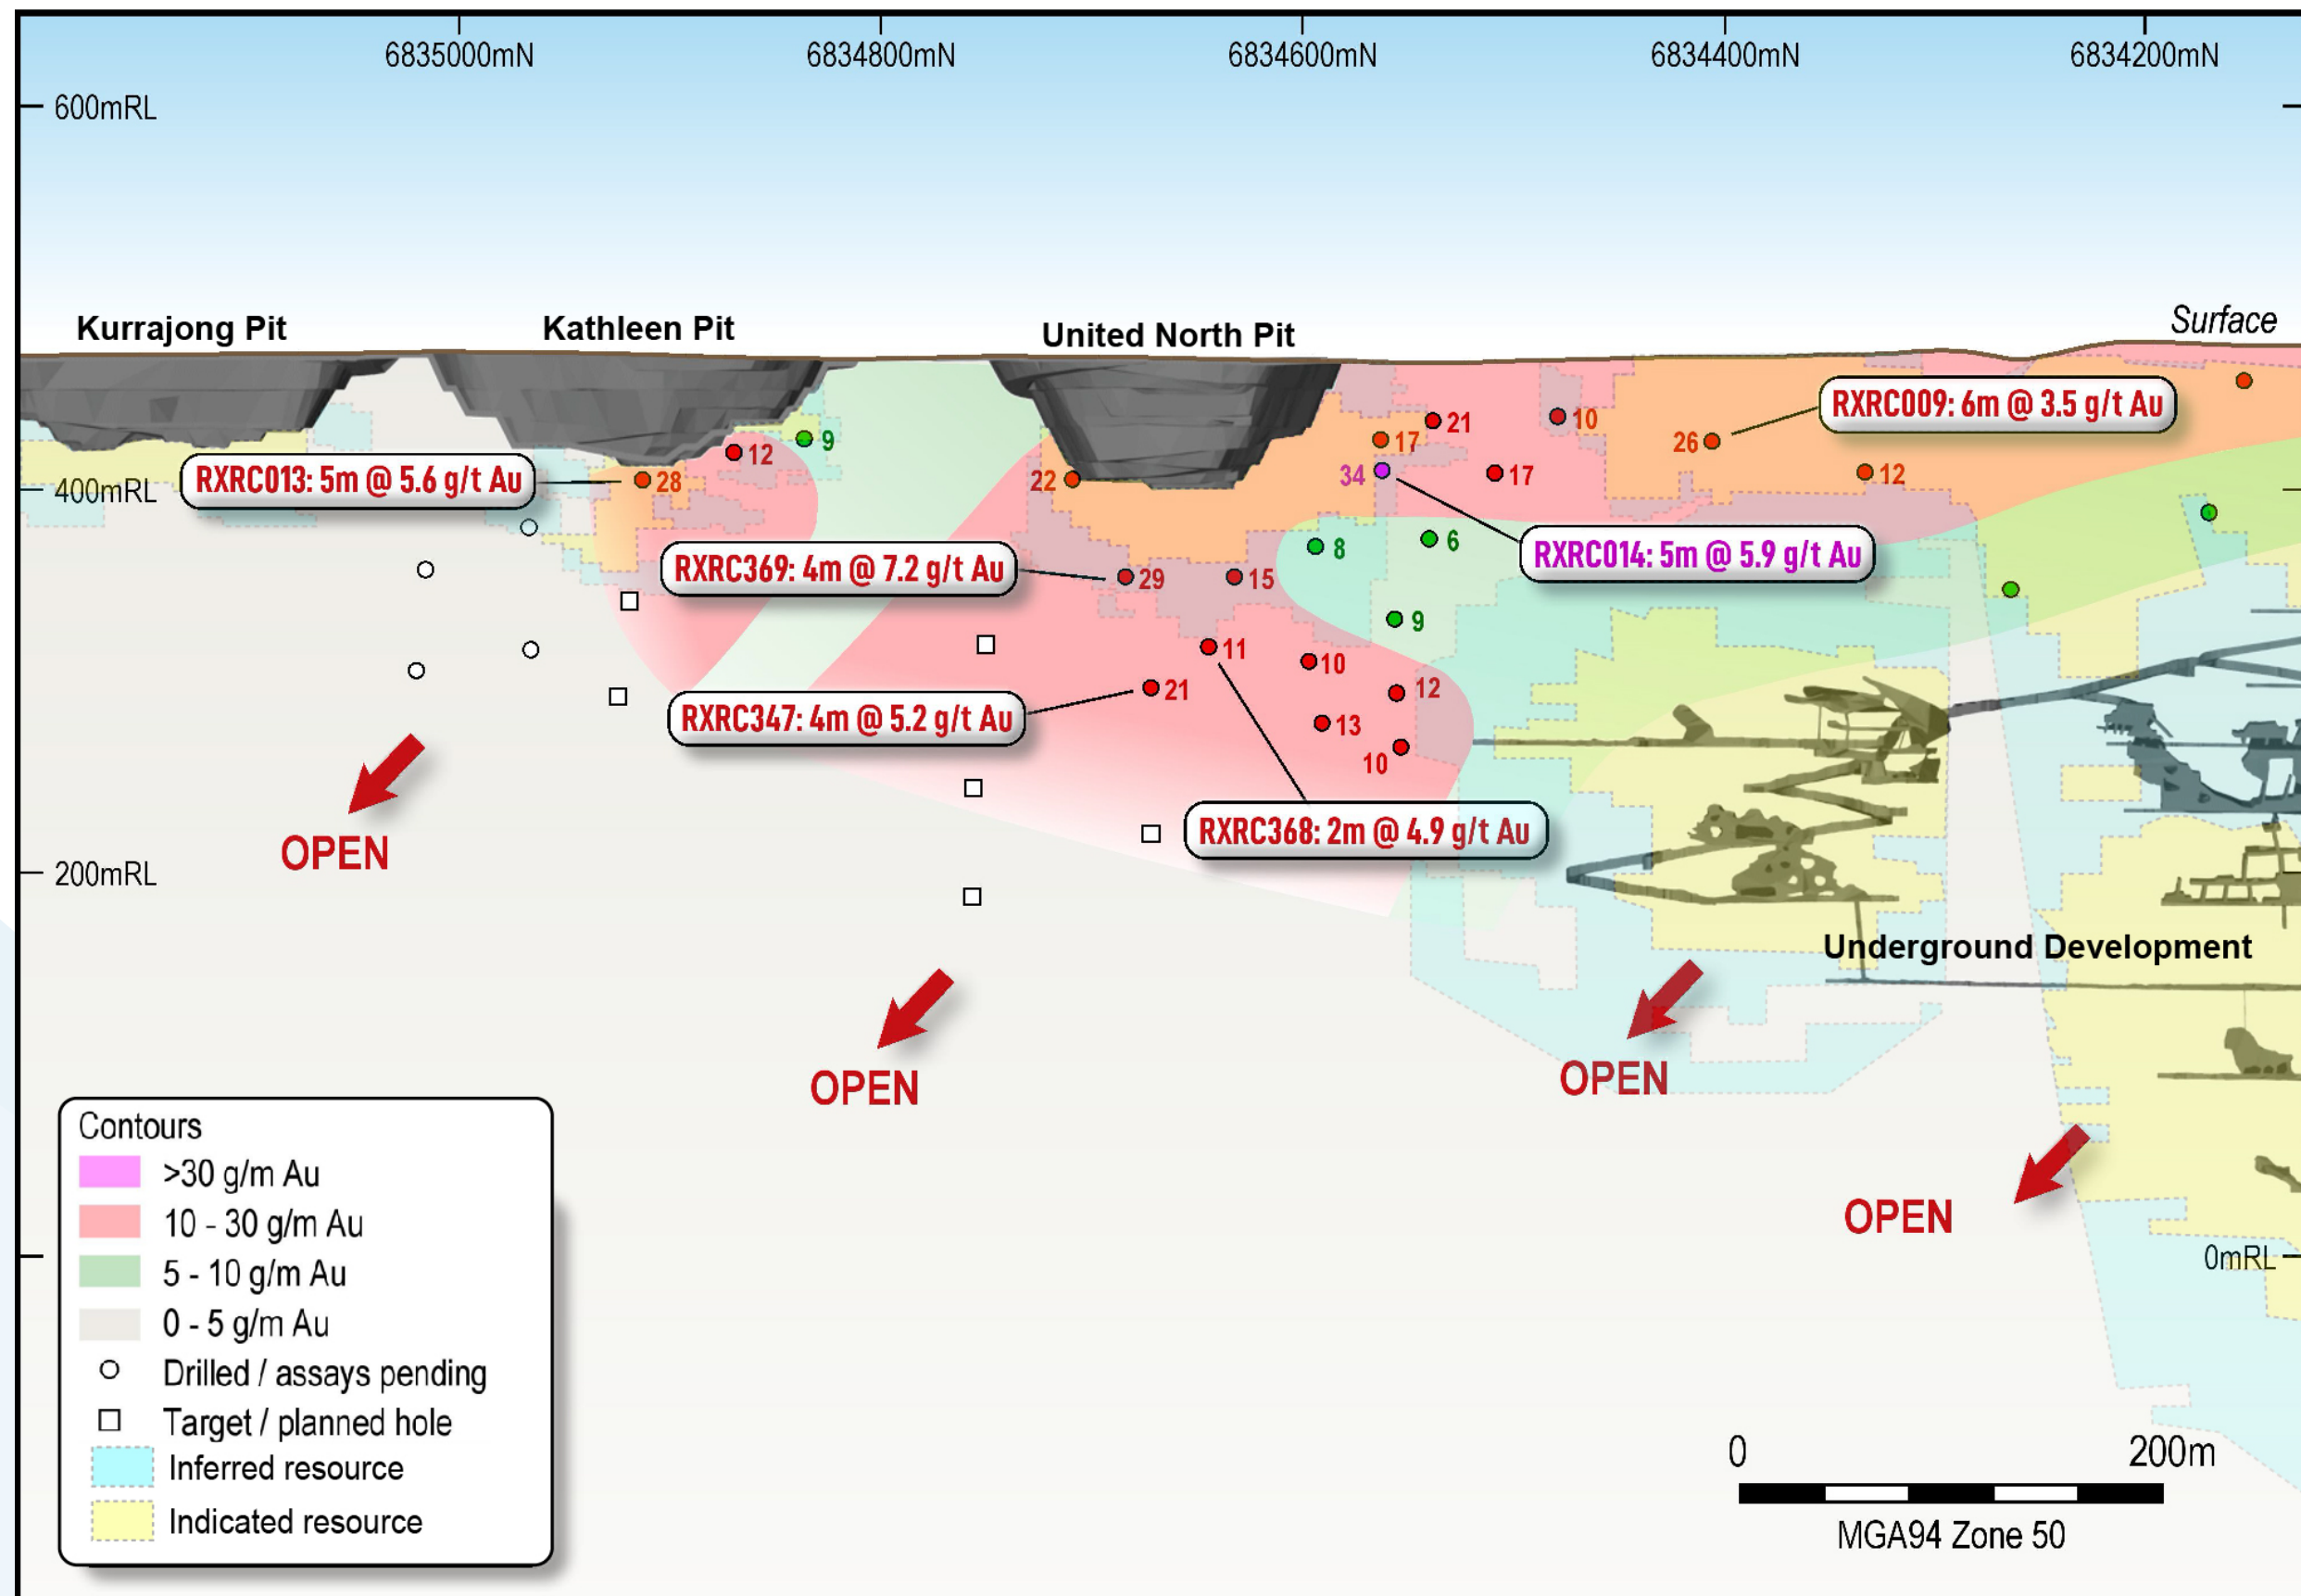 6835000mN 6834800mN 6834600mN 6834400mN 6834200mN
600mRL
Kurrajong Pit Kathleen Pit United North Pit Surface
RXRC009: 6m @ 3.5 g/t Au
21 10
9 17 26
12
RXRC013: 5m @ 5.6 g/t Au 28 22 34 17 12
400mRL
8 6 RXRC014: 5m @ 5.9 g/t Au
RXRC369: 4m @ 7.2 g/t Au 29 15
9
11 10
21 12
RXRC347: 4m @ 5.2 g/t Au 13
10
RXRC368: 2m @ 4.9 g/t Au
OPEN
200mRL
Underground Development
OPEN
OPEN
OPEN
0mRL
Contours
>30 g/m Au
10 - 30 g/m Au
5 - 10 g/m Au
0 - 5 g/m Au
Drilled / assays pending
Target / planned hole
Inferred resource
Indicated resource
0 200m
MGA94 Zone 50